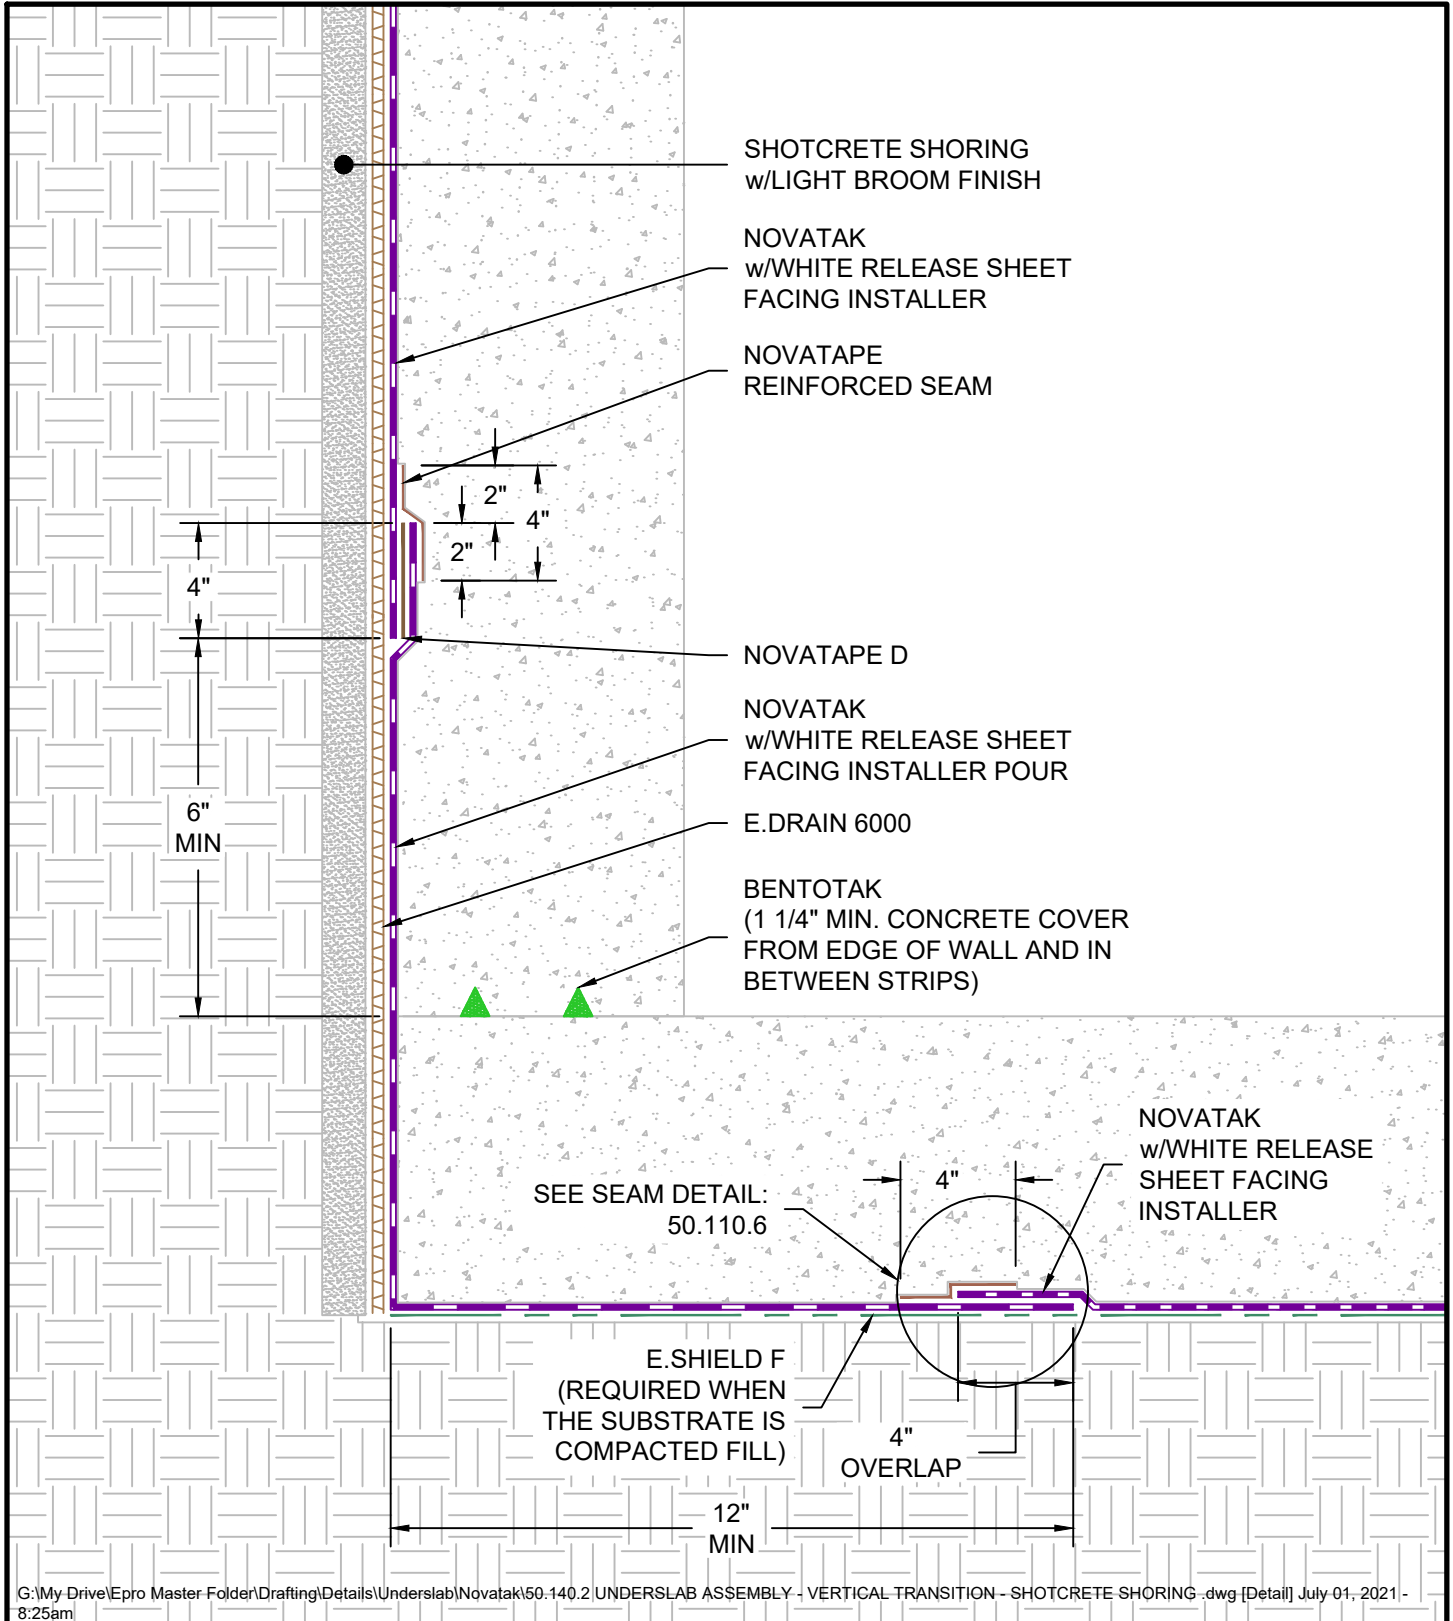 SHOTCRETE SHORING
w/LIGHT BROOM FINISH
NOVATAK
w/WHITE RELEASE SHEET
FACING INSTALLER
NOVATAPE
REINFORCED SEAM
2"
4"
2"
4"
NOVATAPE D
NOVATAK
w/WHITE RELEASE SHEET
FACING INSTALLER POUR
6"
MIN
E.DRAIN 6000
BENTOTAK
(1 1/4" MIN. CONCRETE COVER
FROM EDGE OF WALL AND IN
BETWEEN STRIPS)
NOVATAK
w/WHITE RELEASE
SHEET FACING
INSTALLER
4"
SEE SEAM DETAIL:
50.110.6
E.SHIELD F
(REQUIRED WHEN
THE SUBSTRATE IS
COMPACTED FILL)
4"
OVERLAP
12"
MIN
G:\My Drive\Epro Master Folder\Drafting\Details\Underslab\Novatak\50.140.2 UNDERSLAB ASSEMBLY - VERTICAL TRANSITION - SHOTCRETE SHORING .dwg [Detail] July 01, 2021 -
8:25am